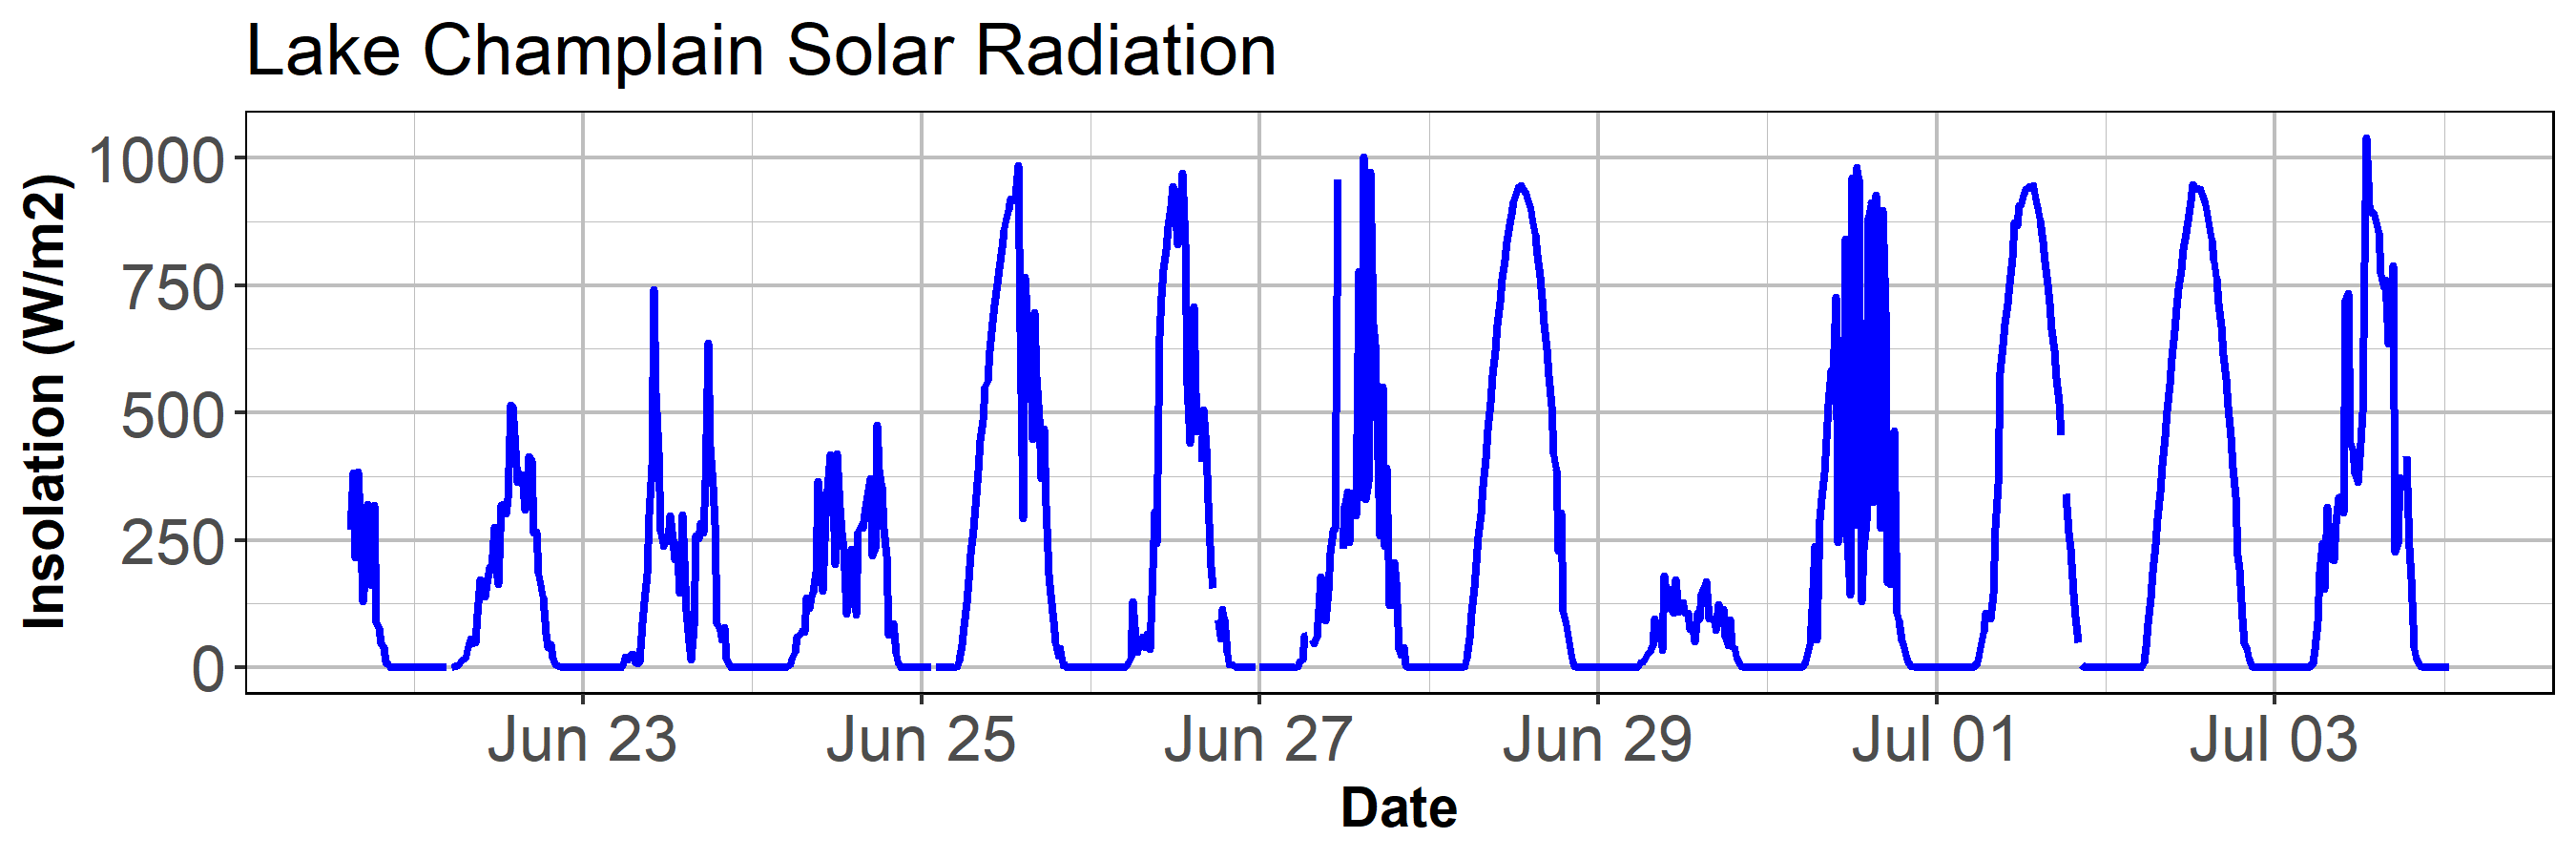 Lake Champlain Solar Radiation
Insolation (W/m2)
1000
750
500
250
0
Jun 23 Jun 25 Jun 27 Jun 29 Jul 01 Jul 03
Date